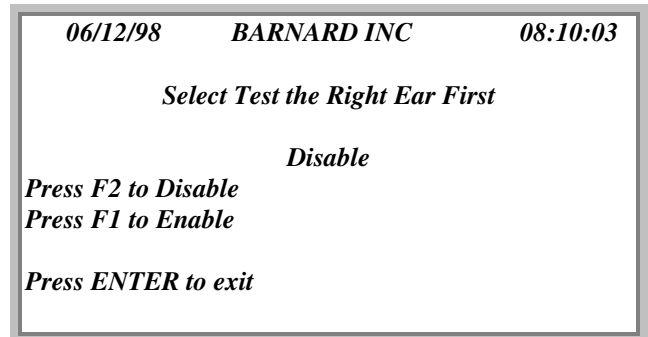 06/12/98 BARNARD INC 08:10:03
Select Test the Right Ear First
Disable
Press F2 to Disable
Press F1 to Enable
Press ENTER to exit